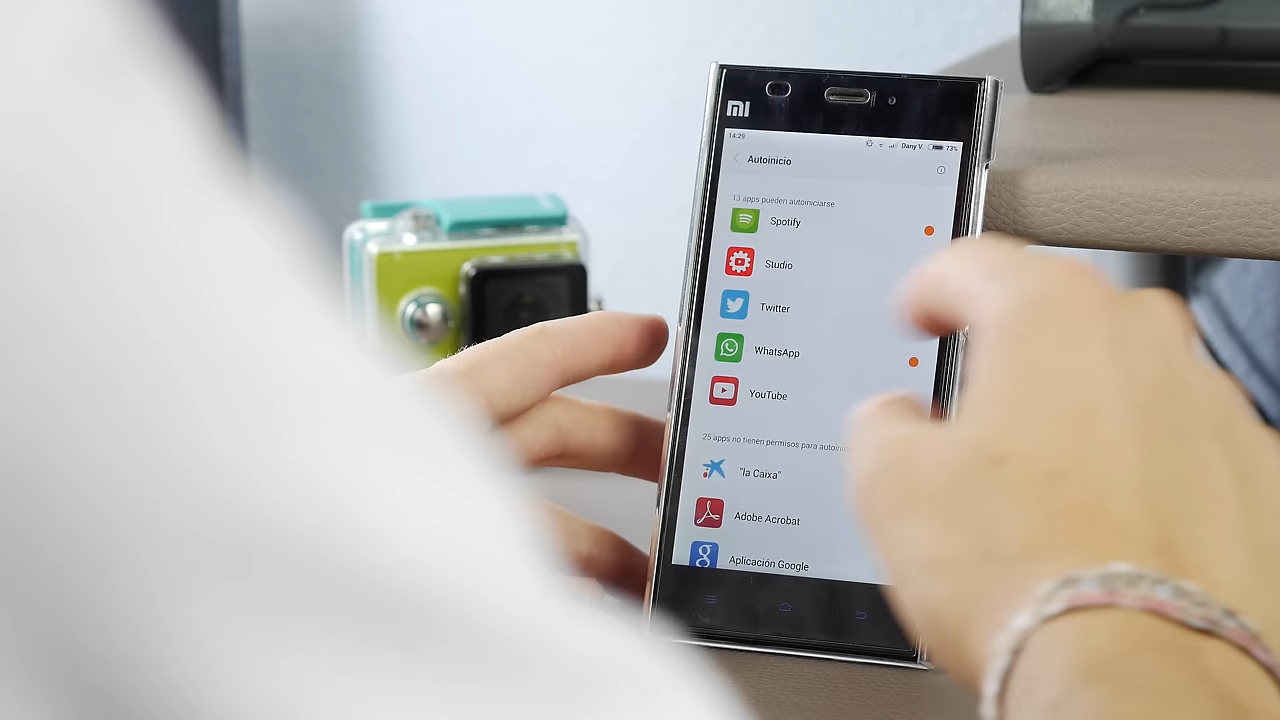 mi
14:29
Dany V. 73%
Autoinicio
13 apps pueden autoiniciarse
Spotify
Studio
Twitter
WhatsApp
YouTube
25 apps no tienen permisos para
"la Caixa"
Adobe Acrobat
Aplicación Google